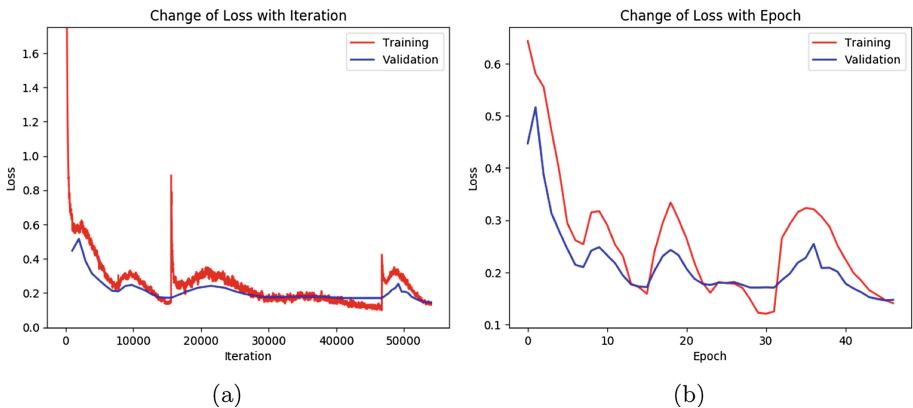 Change of Loss with Iteration
Training
Validation
1.6
1.4
1.2
1.0
0.8
0.6
0.4
0.2
0.0
Loss
0
10000
20000
30000
40000
50000
Iteration
(a)
Change of Loss with Epoch
Training
Validation
0.6
0.5
0.4
0.3
0.2
0.1
Loss
0
10
20
30
40
Epoch
(b)